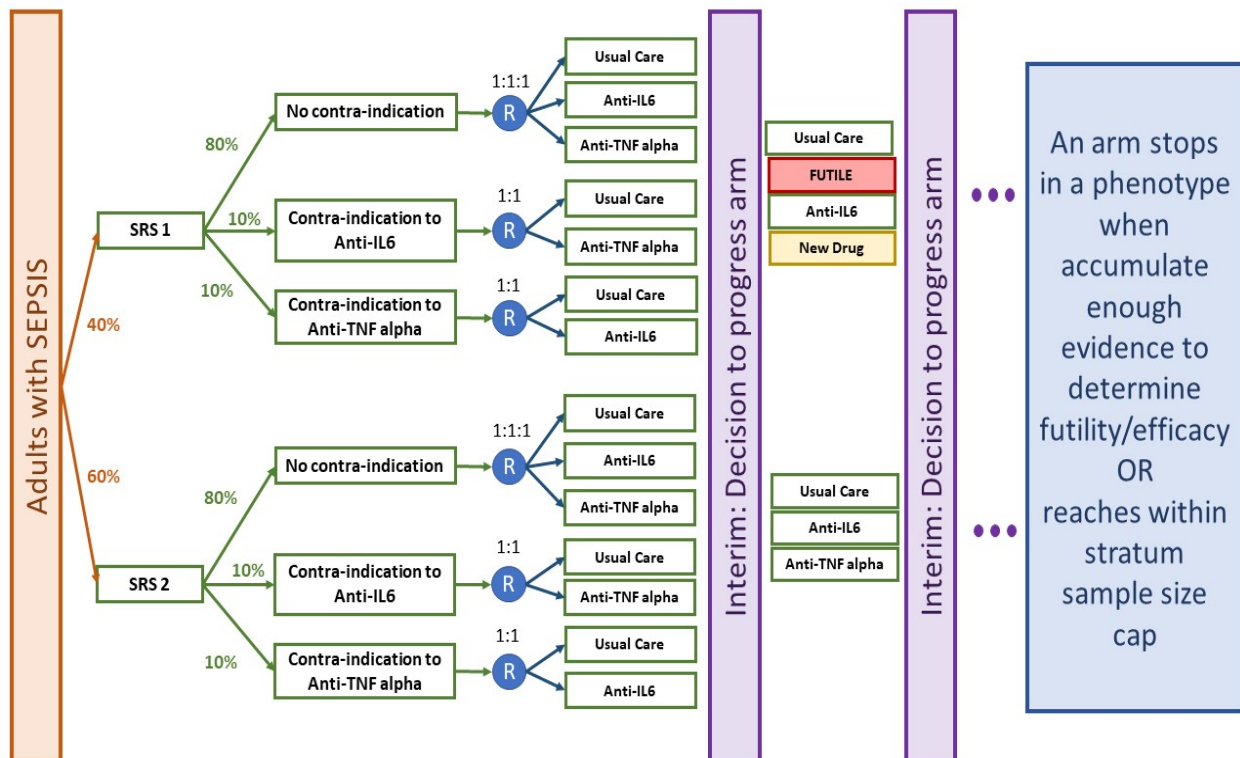 Adults with SEPSIS
40%
60%
SRS 1
80%
10%
10%
No contra-indication
Contra-indication to
Anti-IL6
Contra-indication to
Anti-TNF alpha
1:1:1
R
Usual Care
Anti-IL6
Anti-TNF alpha
1:1
R
Usual Care
Anti-TNF alpha
1:1
R
Usual Care
Anti-IL6
SRS 2
80%
10%
10%
No contra-indication
Contra-indication to
Anti-IL6
Contra-indication to
Anti-TNF alpha
1:1:1
R
Usual Care
Anti-IL6
Anti-TNF alpha
1:1
R
Usual Care
Anti-TNF alpha
1:1
R
Usual Care
Anti-IL6
Interim: Decision to progress arm
Usual Care
FUTILE
Anti-IL6
New Drug
Usual Care
Anti-IL6
Anti-TNF alpha
Interim: Decision to progress arm
An arm stops
in a phenotype
when
accumulate
enough
evidence to
determine
futility/efficacy
OR
reaches within
stratum
sample size
cap